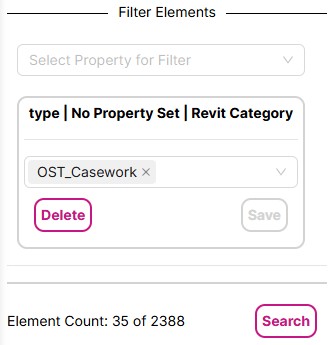 Filter Elements
Select Property for Filter
type | No Property Set | Revit Category
OST_Casework ×
Delete
Save
Element Count: 35 of 2388
Search